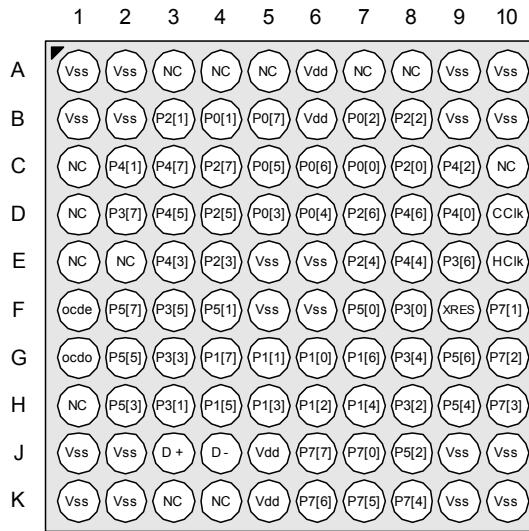 1 2 3 4 5 6 7 8 9 10
A Vss Vss NC NC NC Vdd NC NC Vss Vss
B Vss Vss P2[1] P0[1] P0[7] Vdd P0[2] P2[2] Vss Vss
C NC P4[1] P4[7] P2[7] P0[5] P0[6] P0[0] P2[0] P4[2] NC
D NC P3[7] P4[5] P2[5] P0[3] P0[4] P2[6] P4[6] P4[0] CClk
E NC NC P4[3] P2[3] Vss Vss P2[4] P4[4] P3[6] HClk
F ocde P5[7] P3[5] P5[1] Vss Vss P5[0] P3[0] XRES P7[1]
G ocdo P5[5] P3[3] P1[7] P1[1] P1[0] P1[6] P3[4] P5[6] P7[2]
H NC P5[3] P3[1] P1[5] P1[3] P1[2] P1[4] P3[2] P5[4] P7[3]
J Vss Vss D + D - Vdd P7[7] P7[0] P5[2] Vss Vss
K Vss Vss NC NC Vdd P7[6] P7[5] P7[4] Vss Vss